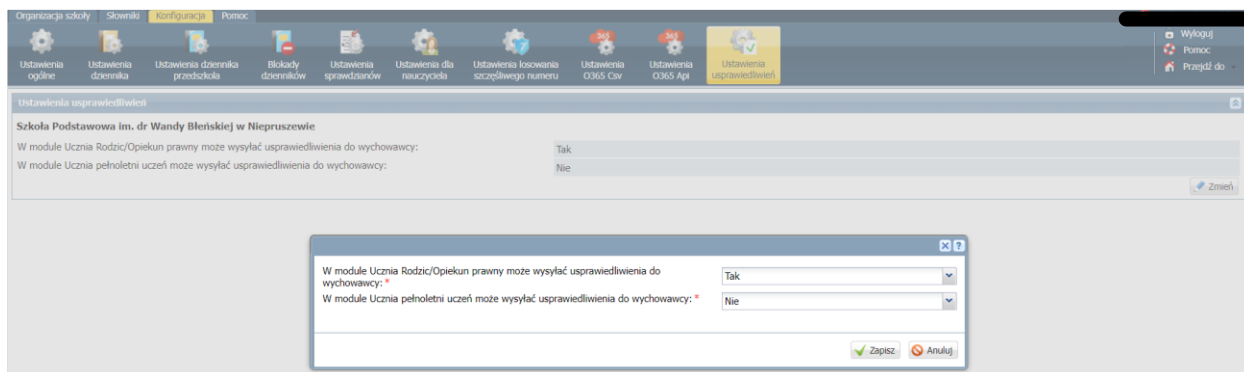 Organizacja szkoły Słowniki Konfiguracja Pomoc
Wyloguj
Pomoc
Przejdź do
Ustawienia ogólne
Ustawienia dziennika
Ustawienia dziennika przedszkola
Blokady dzienników
Ustawienia sprawdzianów
Ustawienia dla nauczyciela
Ustawienia losowania szczęśliwego numeru
Ustawienia O365 Csv
Ustawienia O365 Api
Ustawienia usprawiedliwień
Ustawienia usprawiedliwień
Szkoła Podstawowa im. dr Wandy Błeńskiej w Niepruszewie
W module Ucznia Rodzic/Opiekun prawny może wysyłać usprawiedliwienia do wychowawcy: Tak
W module Ucznia pełnoletni uczeń może wysyłać usprawiedliwienia do wychowawcy: Nie
Zmień
W module Ucznia Rodzic/Opiekun prawny może wysyłać usprawiedliwienia do
wychowawcy: * Tak
W module Ucznia pełnoletni uczeń może wysyłać usprawiedliwienia do wychowawcy: * Nie
Zapisz Anuluj